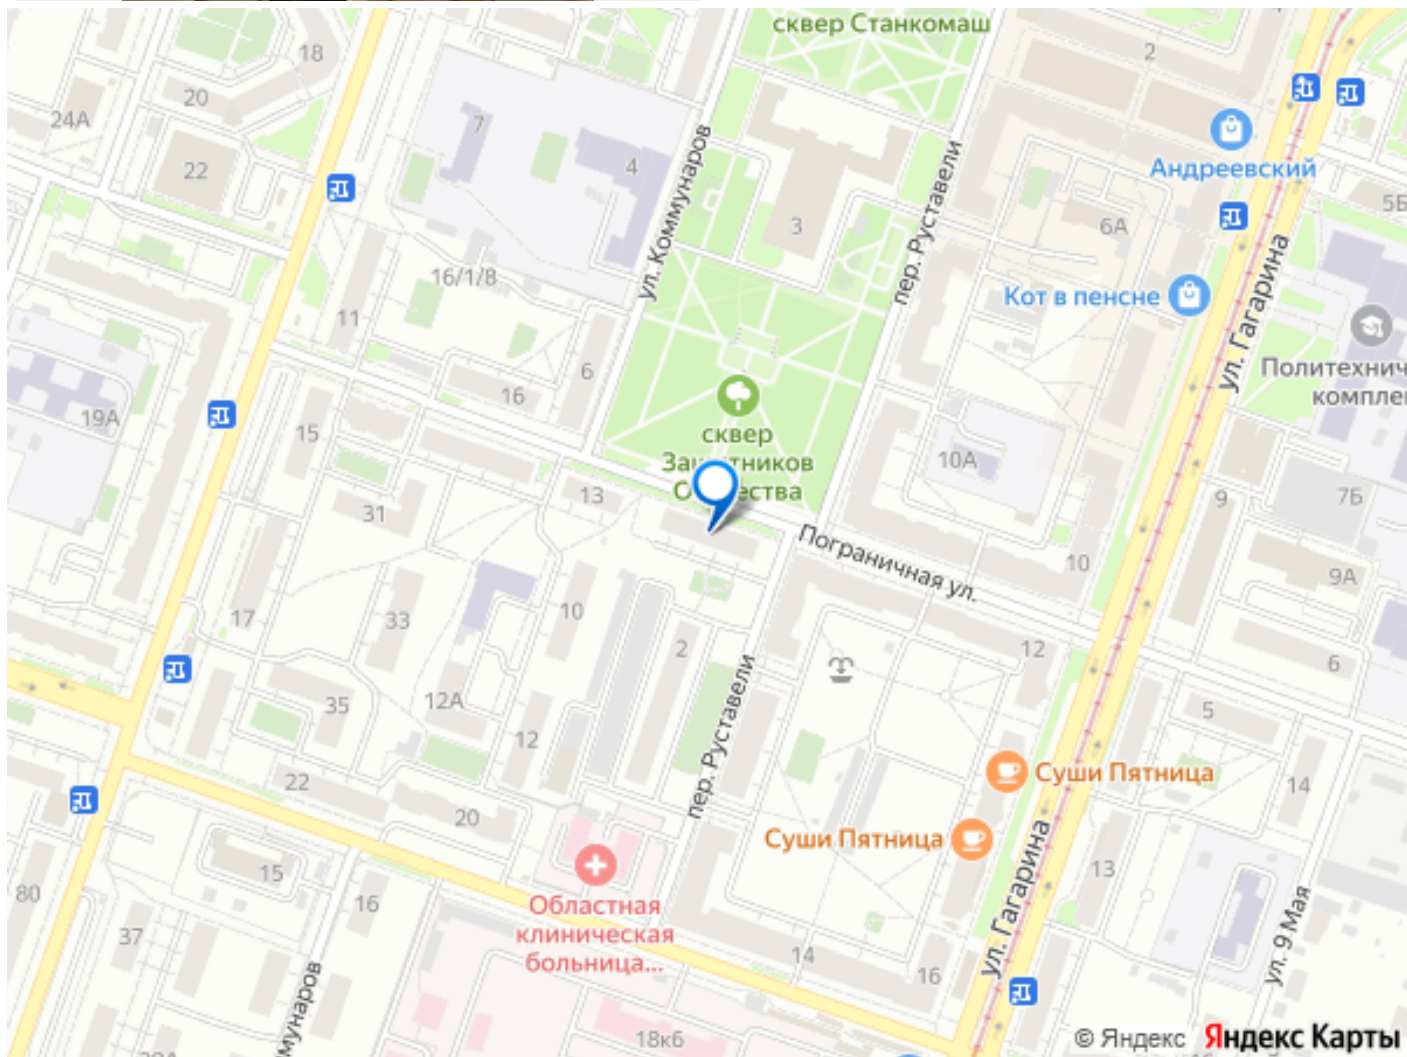 сквер Станкомаш
18
2
20
24А
7
22
4
Андреевский
ул. Коммунаров
пер. Руставели
5Б
3
6А
16/1/8
Кот в пенсне
ул. Гагарина
11
6
Политехнич
комплек
16
19А
сквер
15
10А
13
9
7Б
31
Пограничная ул.
10
9А
10
17
33
2
12
6
12А
35
5
12
пер. Руставели
Суши Пятница
22
14
20
Суши Пятница
15
13
80
16
Областная
клиническая
больница...
37
ул. Гагарина
ул. 9 Мая
14
16
18к6
© Яндекс Яндекс Карты